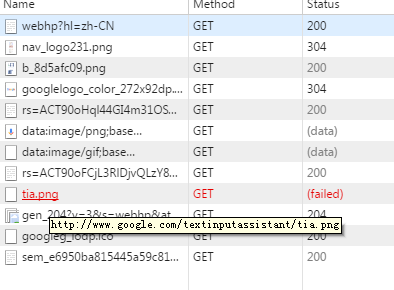 Name Method Status
webhp?hl=zh-CN GET 200
nav_logo231.png GET 304
b_8d5afc09.png GET 200
googlelogo_color_272x92dp... GET 304
rs=ACT90oHql44GI4m31OS... GET 200
data:image/png;base... GET (data)
data:image/gif;base... GET (data)
rs=ACT90oFCjL3RlDjvQLzY8... GET 200
tia.png GET (failed)
gen_204?v=3&s=webhp&at GET 204
http://www.google.com/textinputassistant/tia.png
googleg_lodp.ico GET 200
sem_e6950ba815445a59c81... GET 200